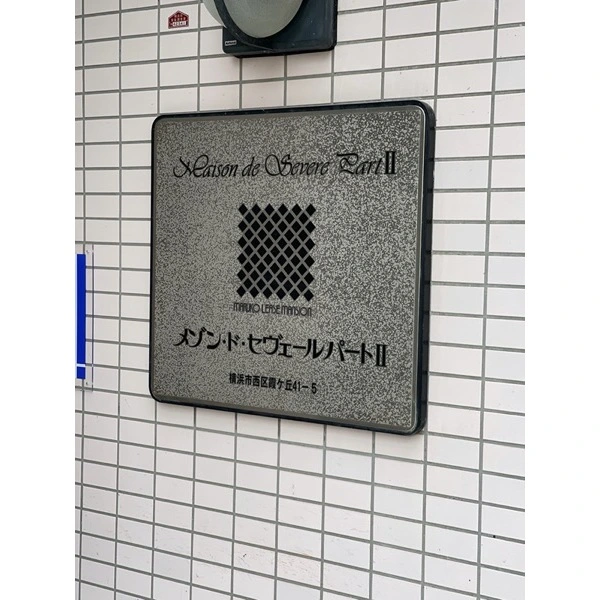 Maison de Severe Part II
MARUKO LEASE MANSION
メゾン・ド・セヴェールパートII
横浜市西区霞ケ丘41－5